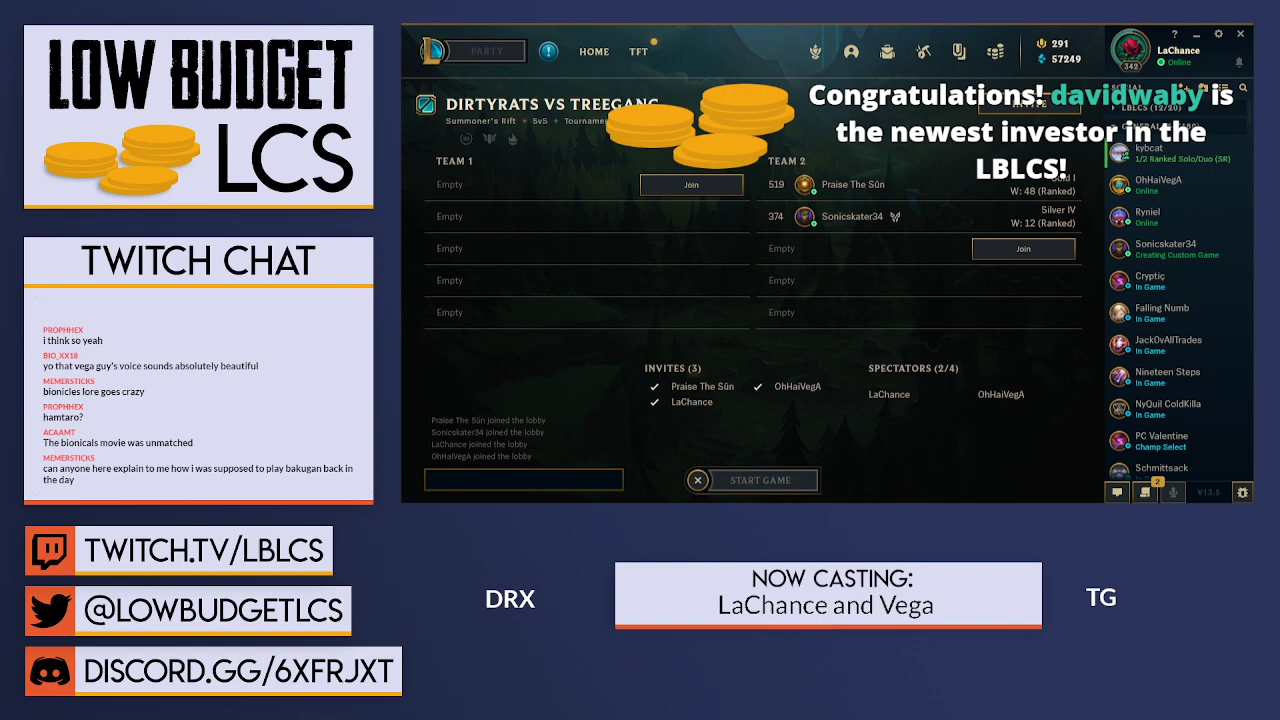 LOW BUDGET
LCS
TWITCH CHAT
PROPHHEX
i think so yeah
BIO_XX18
yo that vega guy's voice sounds absolutely beautiful
MEMERSTICKS
bionicles lore goes crazy
PROPHHEX
hamtaro?
ACAAMT
The bionicals movie was unmatched
MEMERSTICKS
can anyone here explain to me how i was supposed to play bakugan back in
the day
TWITCH.TV/LBLCS
@LOWBUDGETLCS
DISCORD.GG/6XFRJXT
PARTY
HOME
TFT
291
57249
342
LaChance
Online
DIRTYRATS VS TREEGANG
Summoner's Rift • 5v5 •
Congratulations! davidwaby is
the newest investor in the
LBLCS!
LBLCS (12/20)
TEAM 1
Empty
Join
Empty
Empty
Empty
Empty
TEAM 2
519 Praise The Sûn
W: 48 (Ranked)
374 Sonicskater34
Silver IV
W: 12 (Ranked)
Empty
Join
Empty
Empty
INVITES (3)
Praise The Sûn
OhHaiVegA
LaChance
SPECTATORS (2/4)
LaChance
OhHaiVegA
Praise The Sûn joined the lobby
Sonicskater34 joined the lobby
LaChance joined the lobby
OhHaiVegA joined the lobby
START GAME
kybcat
1/2 Ranked Solo/Duo (SR)
OhHaiVegA
Online
Ryniel
Online
Sonicskater34
Creating Custom Game
Cryptic
In Game
Falling Numb
In Game
JackOvAllTrades
In Game
Nineteen Steps
In Game
NyQuil ColdKilla
In Game
PC Valentine
Champ Select
Schmittsack
2
V13.5
DRX
NOW CASTING:
LaChance and Vega
TG